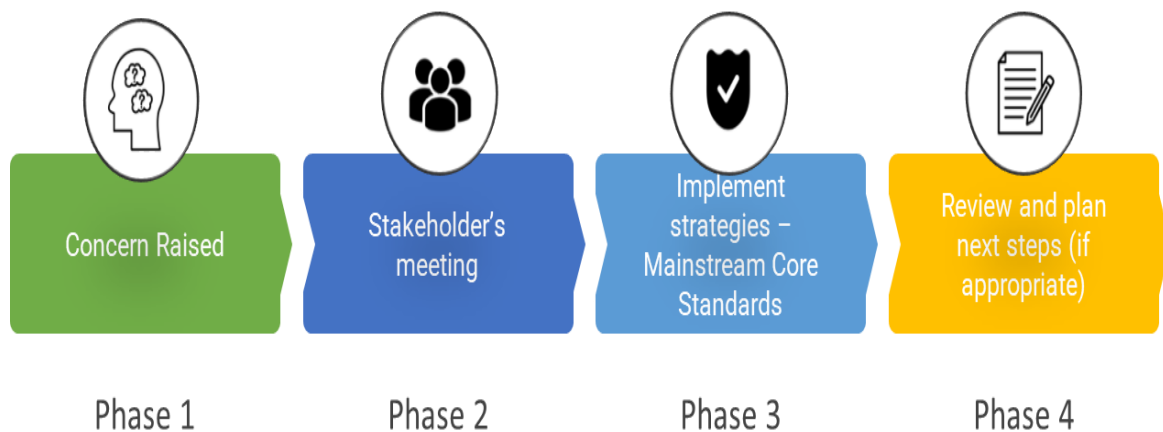 Concern Raised
Stakeholder’s
meeting
Implement
strategies –
Mainstream Core
Standards
Review and plan
next steps (if
appropriate)
Phase 1
Phase 2
Phase 3
Phase 4